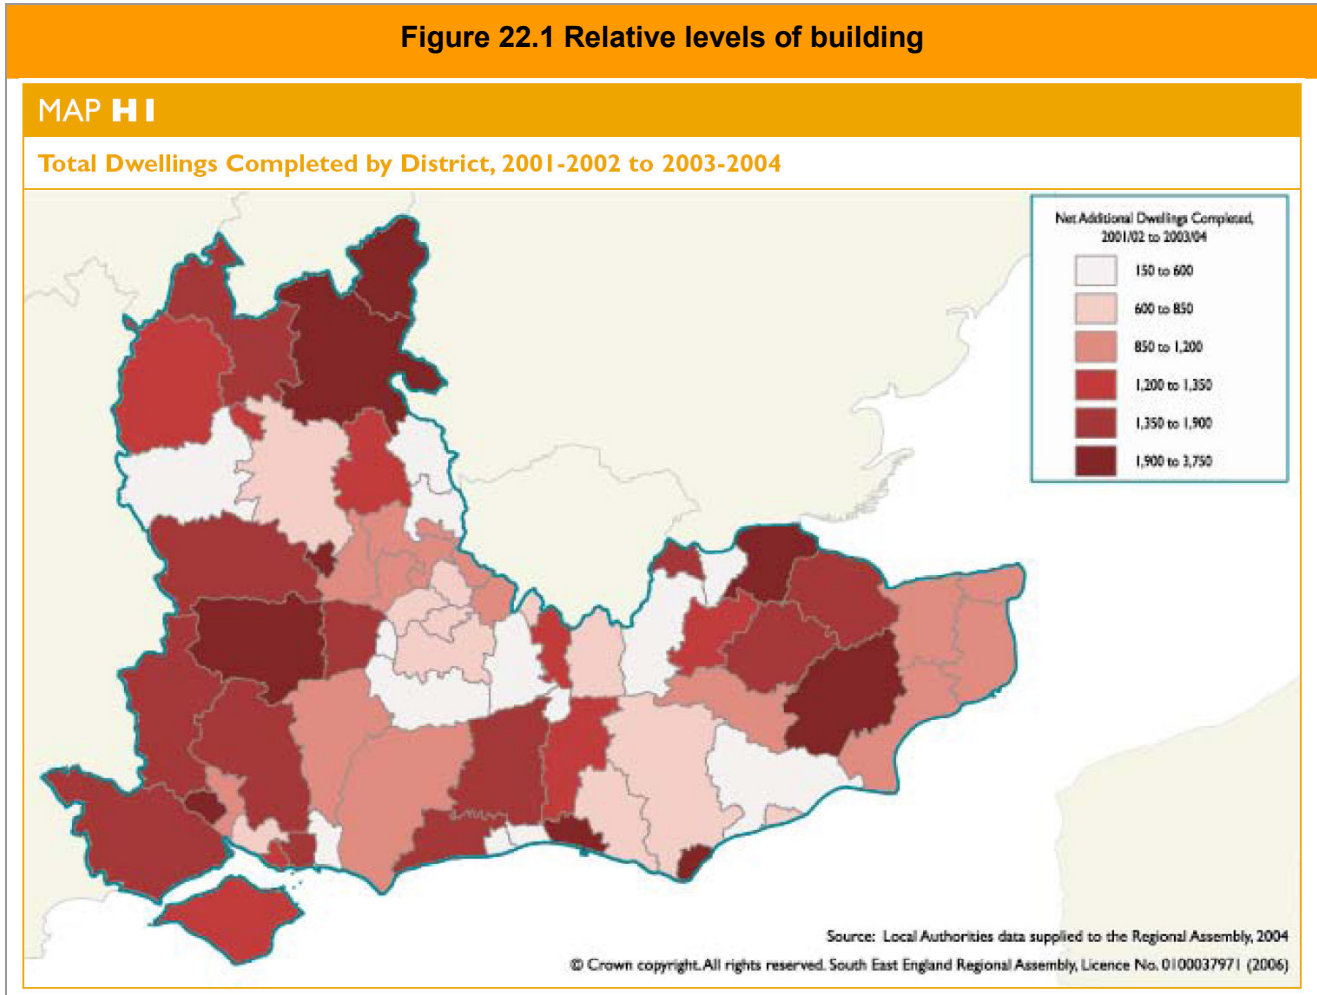 Figure 22.1 Relative levels of building
MAP H1
Total Dwellings Completed by District, 2001-2002 to 2003-2004
Net Additional Dwellings Completed,
2001/02 to 2003/04
150 to 600
600 to 850
850 to 1,200
1,200 to 1,350
1,350 to 1,900
1,900 to 3,750
Source: Local Authorities data supplied to the Regional Assembly, 2004
© Crown copyright. All rights reserved. South East England Regional Assembly, Licence No. 0100037971 (2006)